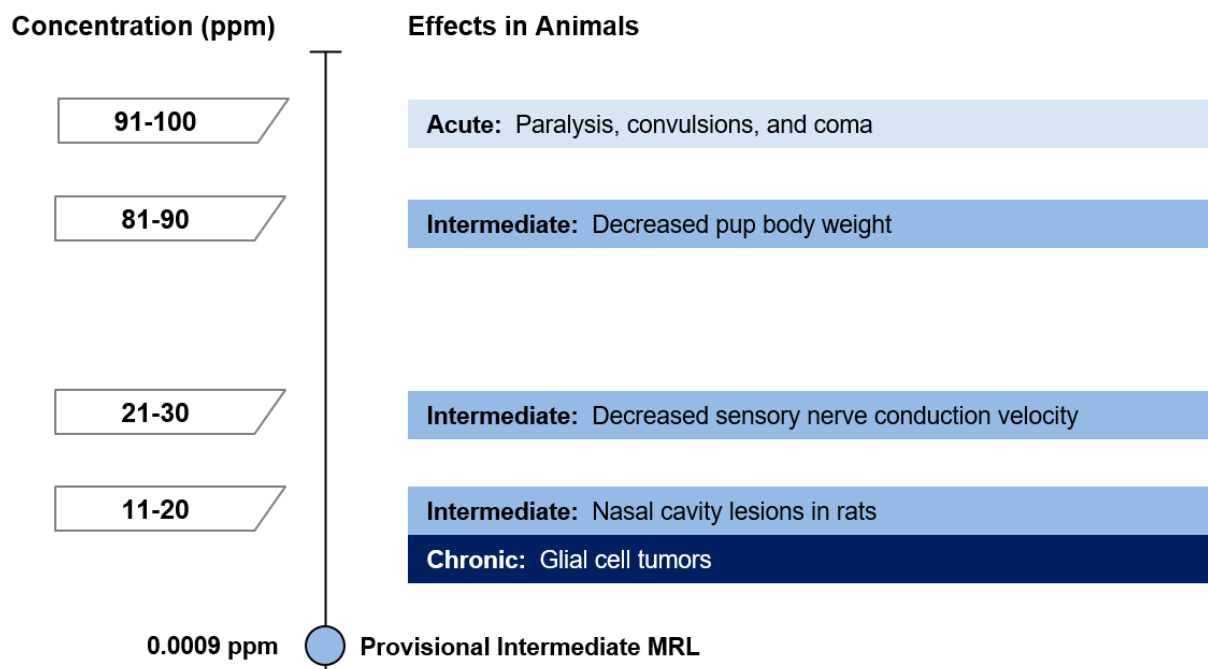 Concentration (ppm) Effects in Animals
91-100 Acute: Paralysis, convulsions, and coma
81-90 Intermediate: Decreased pup body weight
21-30 Intermediate: Decreased sensory nerve conduction velocity
11-20 Intermediate: Nasal cavity lesions in rats
Chronic: Glial cell tumors
0.0009 ppm Provisional Intermediate MRL